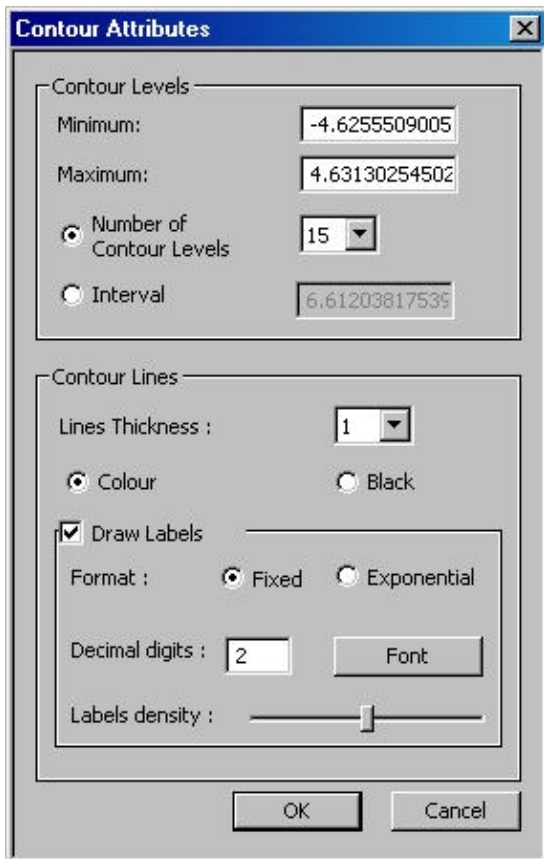 Contour Attributes
Contour Levels
Minimum: -4.6255509005
Maximum: 4.63130254502
Number of
Contour Levels 15
Interval 6.61203817539
Contour Lines
Lines Thickness : 1
Colour Black
Draw Labels
Format : Fixed Exponential
Decimal digits : 2 Font
Labels density :
OK Cancel